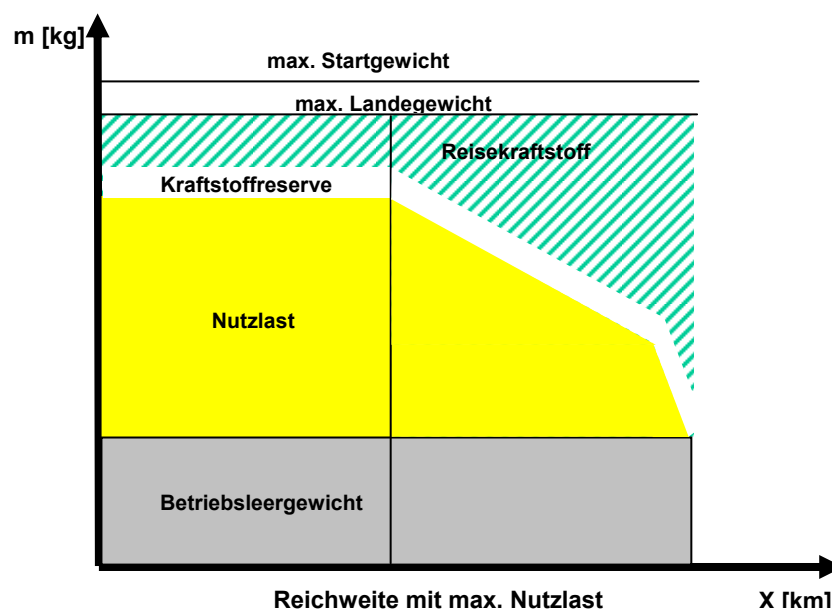 m [kg]
max. Startgewicht
max. Landegewicht
Reisekraftstoff
Kraftstoffreserve
Nutzlast
Betriebsleergewicht
Reichweite mit max. Nutzlast
X [km]